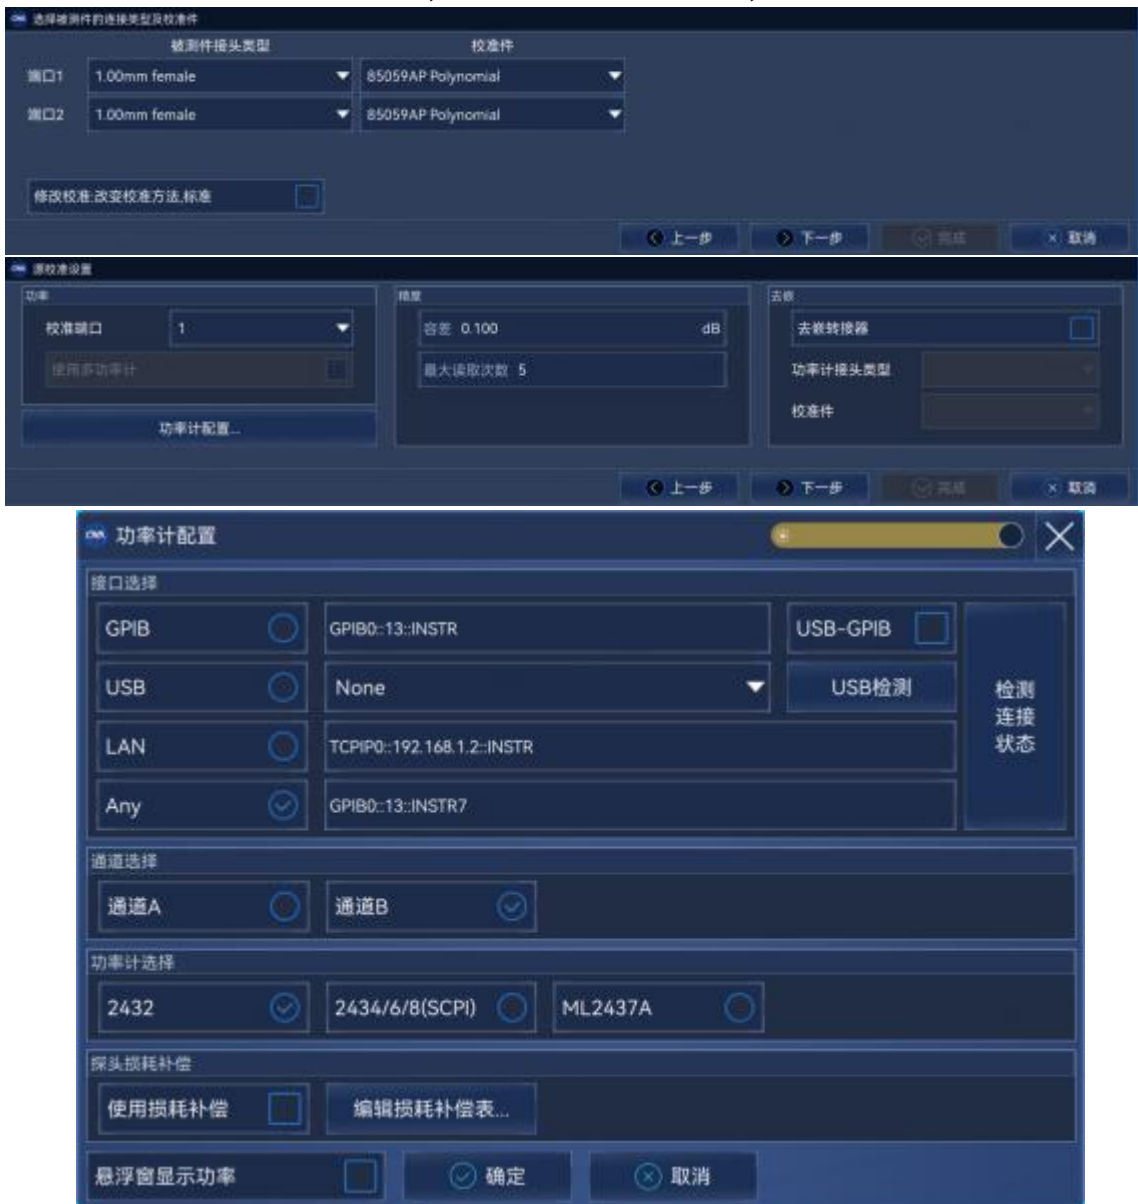 选择被测件的连接类型及校准件
被测件接头类型 校准件
端口1 1.00mm female 85059AP Polynomial
端口2 1.00mm female 85059AP Polynomial
修改校准:改变校准方法,标准
上一步 下一步 完成 取消
源校准设置
功率 精度 去嵌
校准端口 1 容差 0.100 dB 去嵌转接器
使用多功率计 最大读取次数 5 功率计接头类型
功率计配置... 校准件
上一步 下一步 完成 取消
功率计配置
接口选择
GPIB GPIB0::13::INSTR USB-GPIB
USB None USB检测 检测连接状态
LAN TCPIP0::192.168.1.2::INSTR
Any GPIB0::13::INSTR7
通道选择
通道A 通道B
功率计选择
2432 2434/6/8(SCPI) ML2437A
探头损耗补偿
使用损耗补偿 编辑损耗补偿表...
悬浮窗显示功率 确定 取消